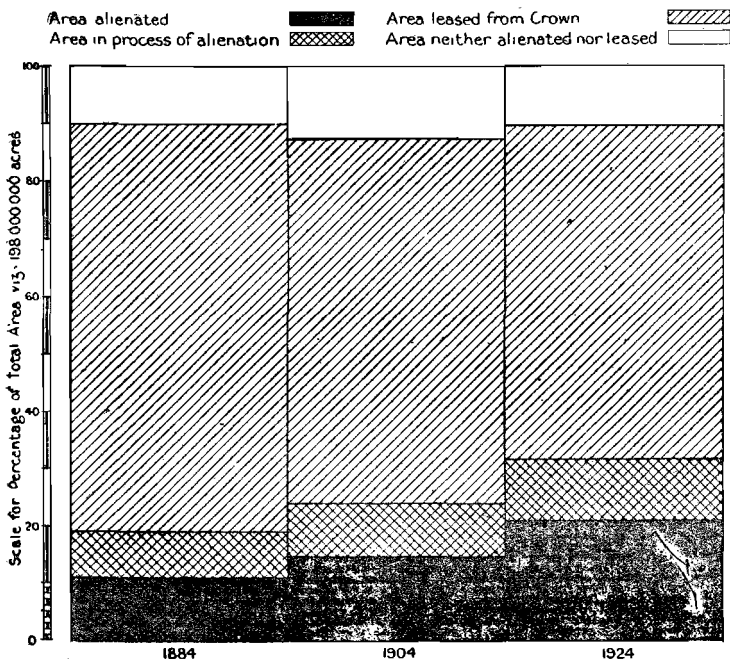 Area alienated
Area leased from Crown
Area in process of alienation
Area neither alienated nor leased
Scale for Percentage of Total Area viz. 198 000 000 acres
100
80
60
40
20
0
1884
1904
1924